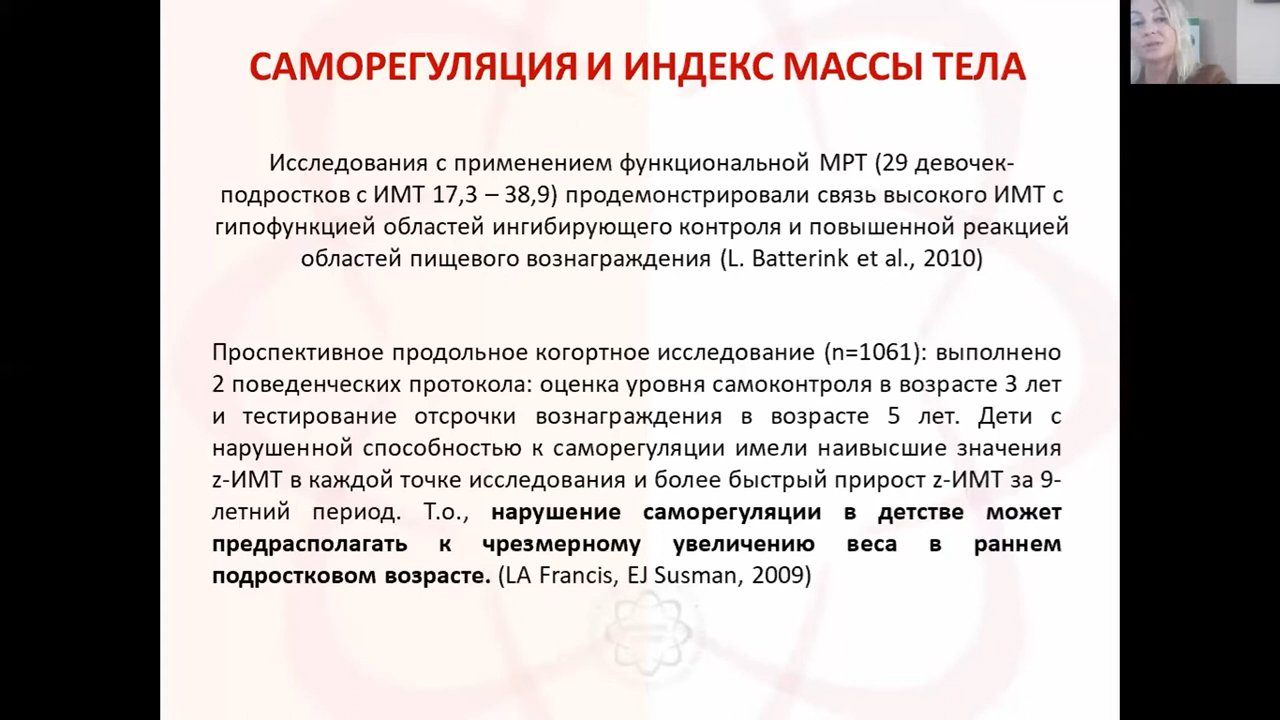 САМОРЕГУЛЯЦИЯ И ИНДЕКС МАССЫ ТЕЛА
Исследования с применением функциональной МРТ (29 девочек-
подростков с ИМТ 17,3 – 38,9) продемонстрировали связь высокого ИМТ с
гипофункцией областей ингибирующего контроля и повышенной реакцией
областей пищевого вознаграждения (L. Batterink et al., 2010)
Проспективное продольное когортное исследование (n=1061): выполнено
2 поведенческих протокола: оценка уровня самоконтроля в возрасте 3 лет
и тестирование отсрочки вознаграждения в возрасте 5 лет. Дети с
нарушенной способностью к саморегуляции имели наивысшие значения
z-ИМТ в каждой точке исследования и более быстрый прирост z-ИМТ за 9-
летний период. Т.о., нарушение саморегуляции в детстве может
предрасполагать к чрезмерному увеличению веса в раннем
подростковом возрасте. (LA Francis, EJ Susman, 2009)